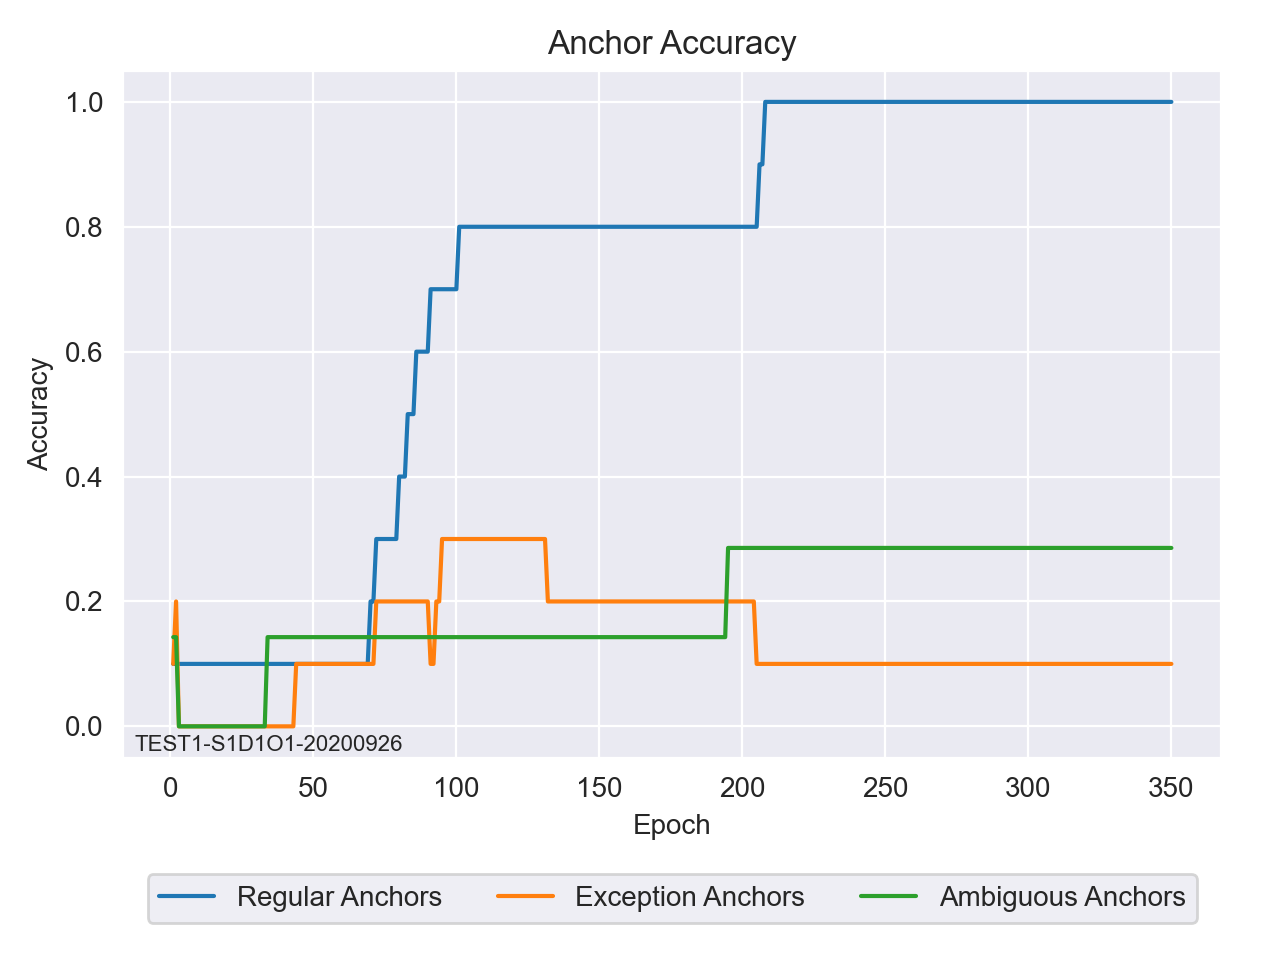 Anchor Accuracy
1.0
0.8
0.6
0.4
0.2
0.0
Accuracy
TEST1-S1D1O1-20200926
0 50 100 150 200 250 300 350
Epoch
Regular Anchors Exception Anchors Ambiguous Anchors